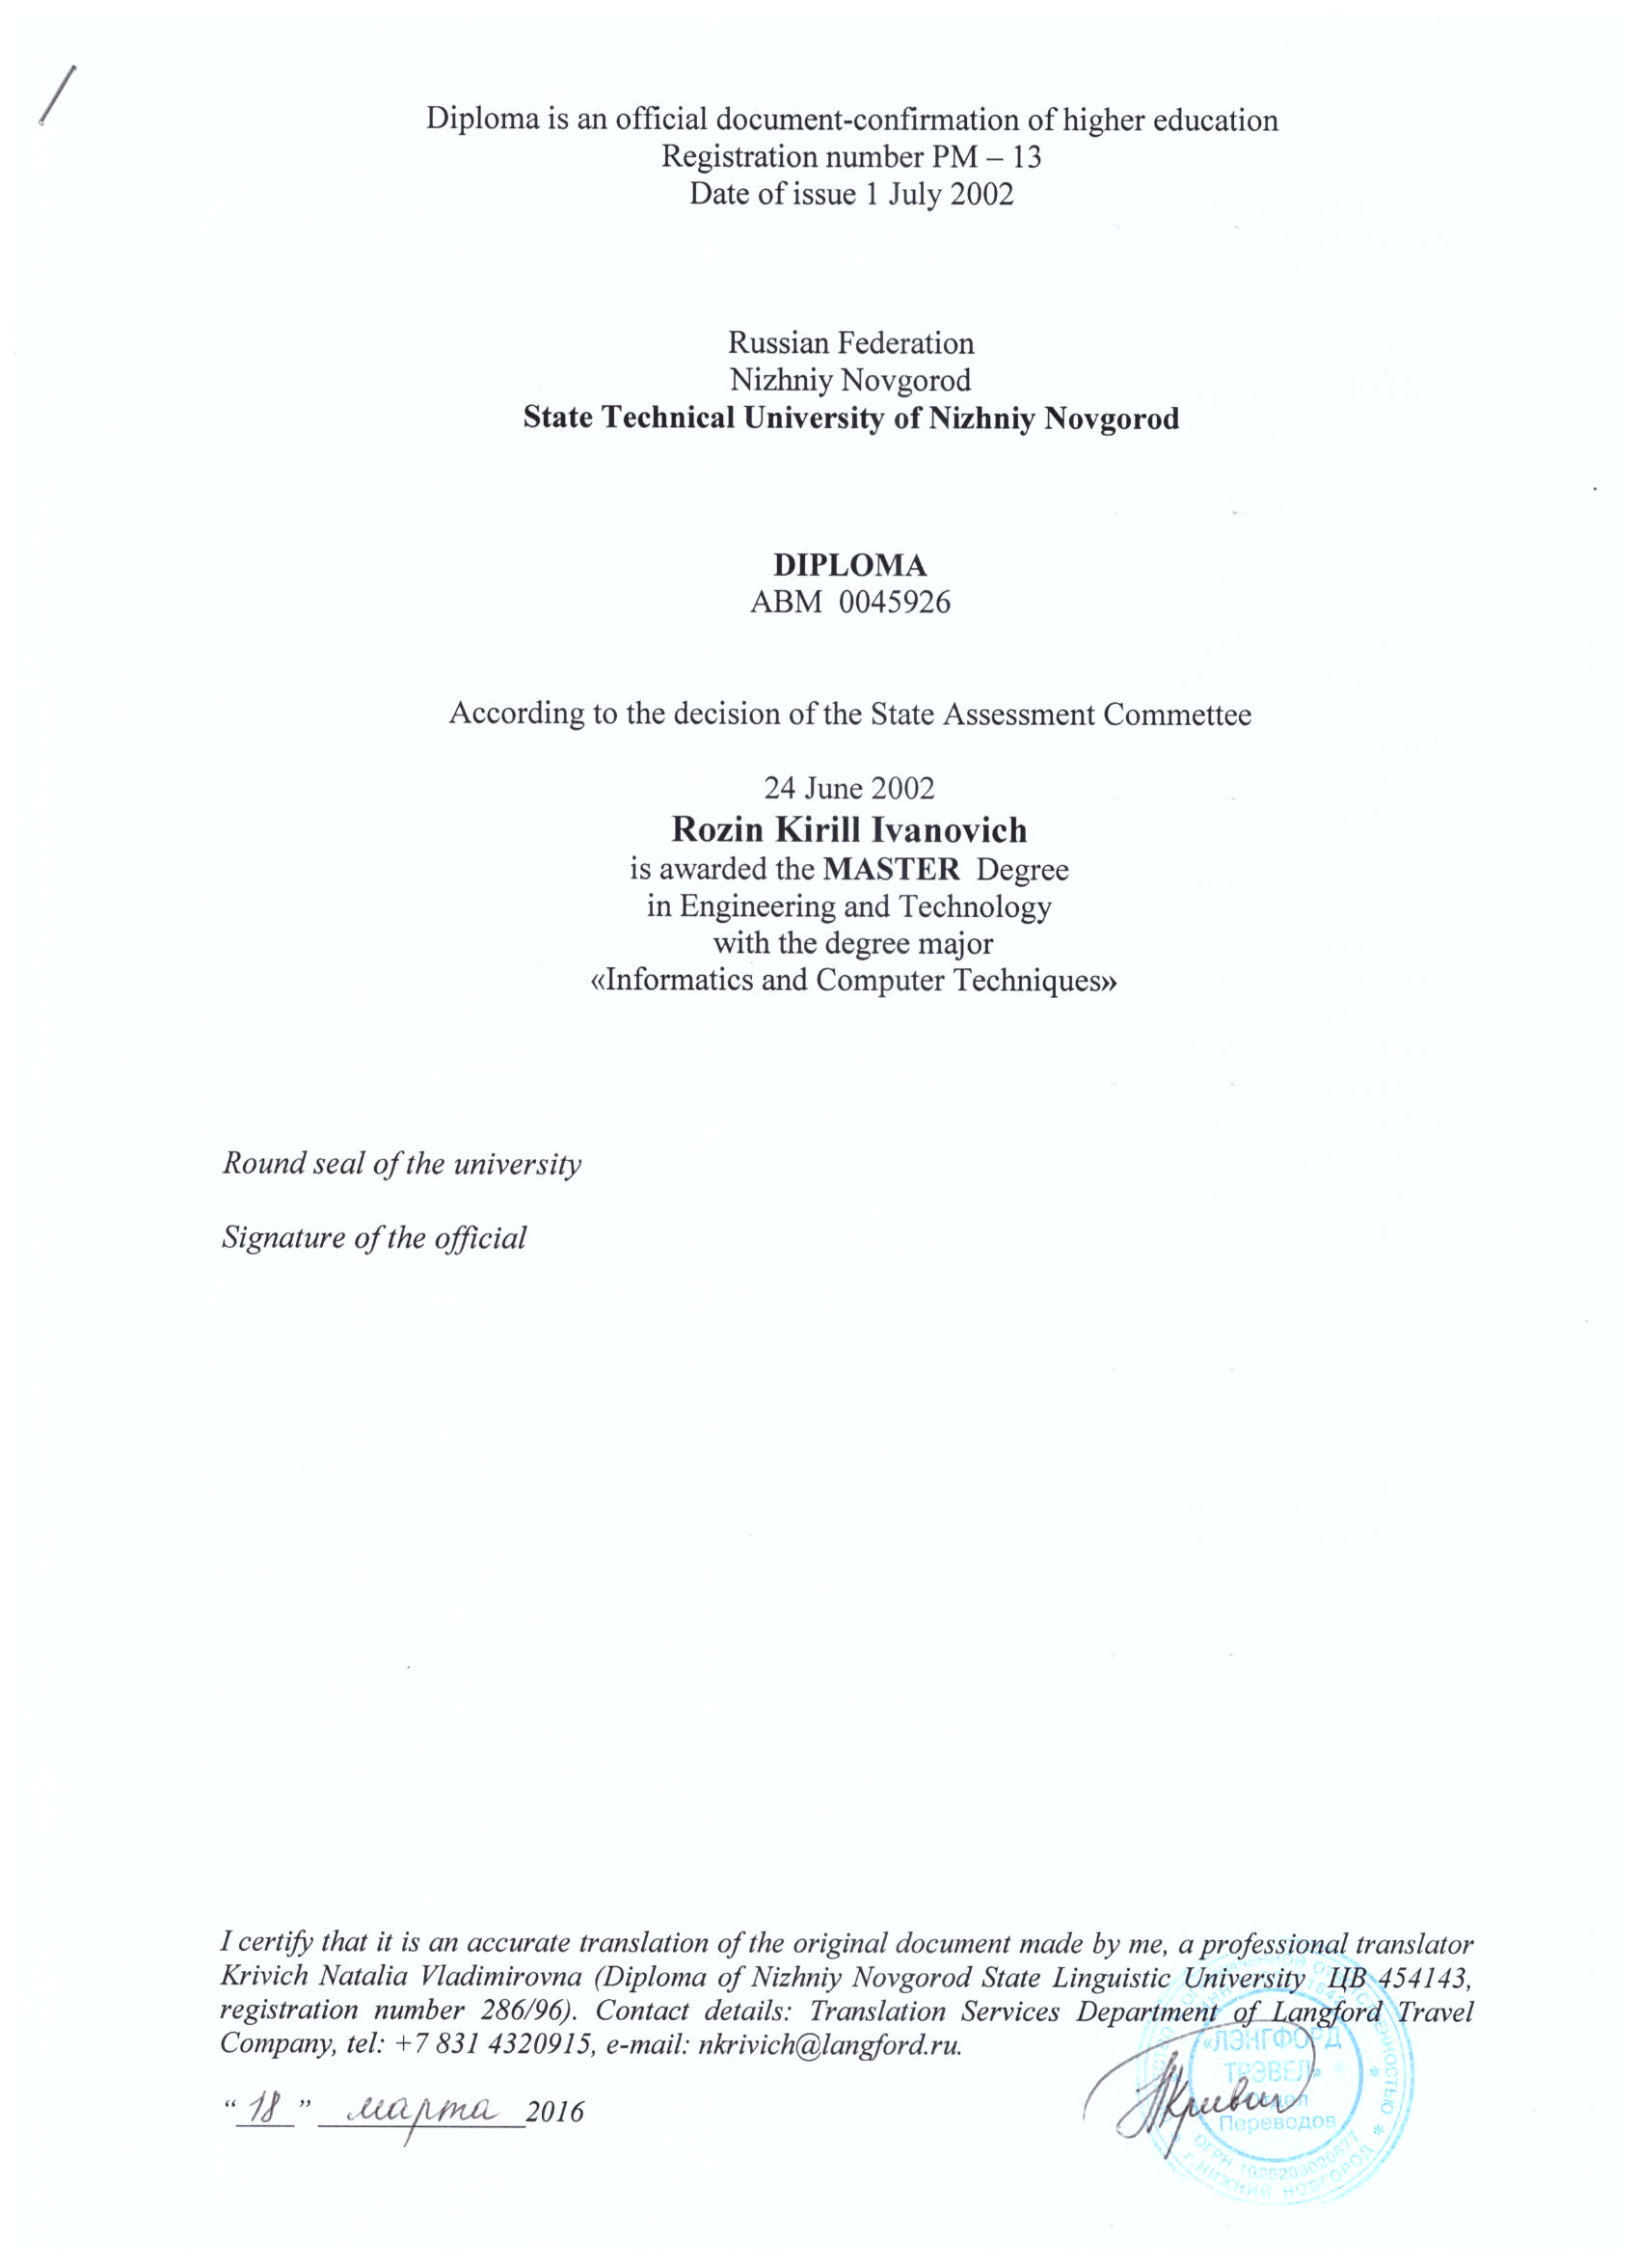 Diploma is an official document-confirmation of higher education
Registration number PM – 13
Date of issue 1 July 2002
Russian Federation
Nizhniy Novgorod
State Technical University of Nizhniy Novgorod
DIPLOMA
ABM 0045926
According to the decision of the State Assessment Commettee
24 June 2002
Rozin Kirill Ivanovich
is awarded the MASTER Degree
in Engineering and Technology
with the degree major
«Informatics and Computer Techniques»
Round seal of the university
Signature of the official
I certify that it is an accurate translation of the original document made by me, a professional translator
Krivich Natalia Vladimirovna (Diploma of Nizhniy Novgorod State Linguistic University ЦВ 454143,
registration number 286/96). Contact details: Translation Services Department of Langford Travel
Company, tel: +7 831 4320915, e-mail: nkrivich@langford.ru.
“ 18 ” марта 2016
«ЛЭНГФОРД
ТРЭВЕЛ»
Переводов
г.НИЖНИЙ НОВГОРОД